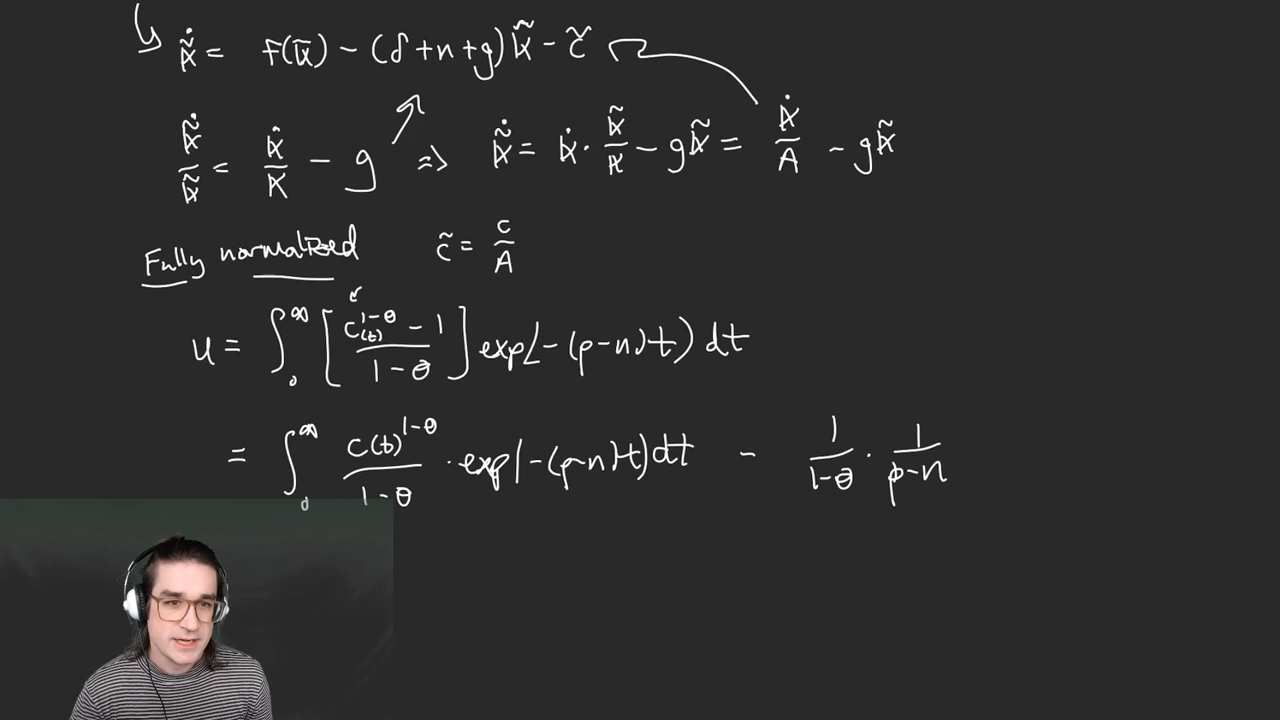 ↳ k̃̇ = f(k̃) − (δ+n+g)k̃ − c̃
k̃̇/k̃ = k̇/k − g ⇒ k̃̇ = k̇ · k̃/k − gk̃ = k̇/A − gk̃
Fully normalized c̃ = c/A
U = ∫₀^∞ [ (c(t)^{1−θ} − 1)/(1−θ) ] exp(−(ρ−n)t) dt
= ∫₀^∞ c(t)^{1−θ}/(1−θ) · exp(−(ρ−n)t) dt − 1/(1−θ) · 1/(ρ−n)